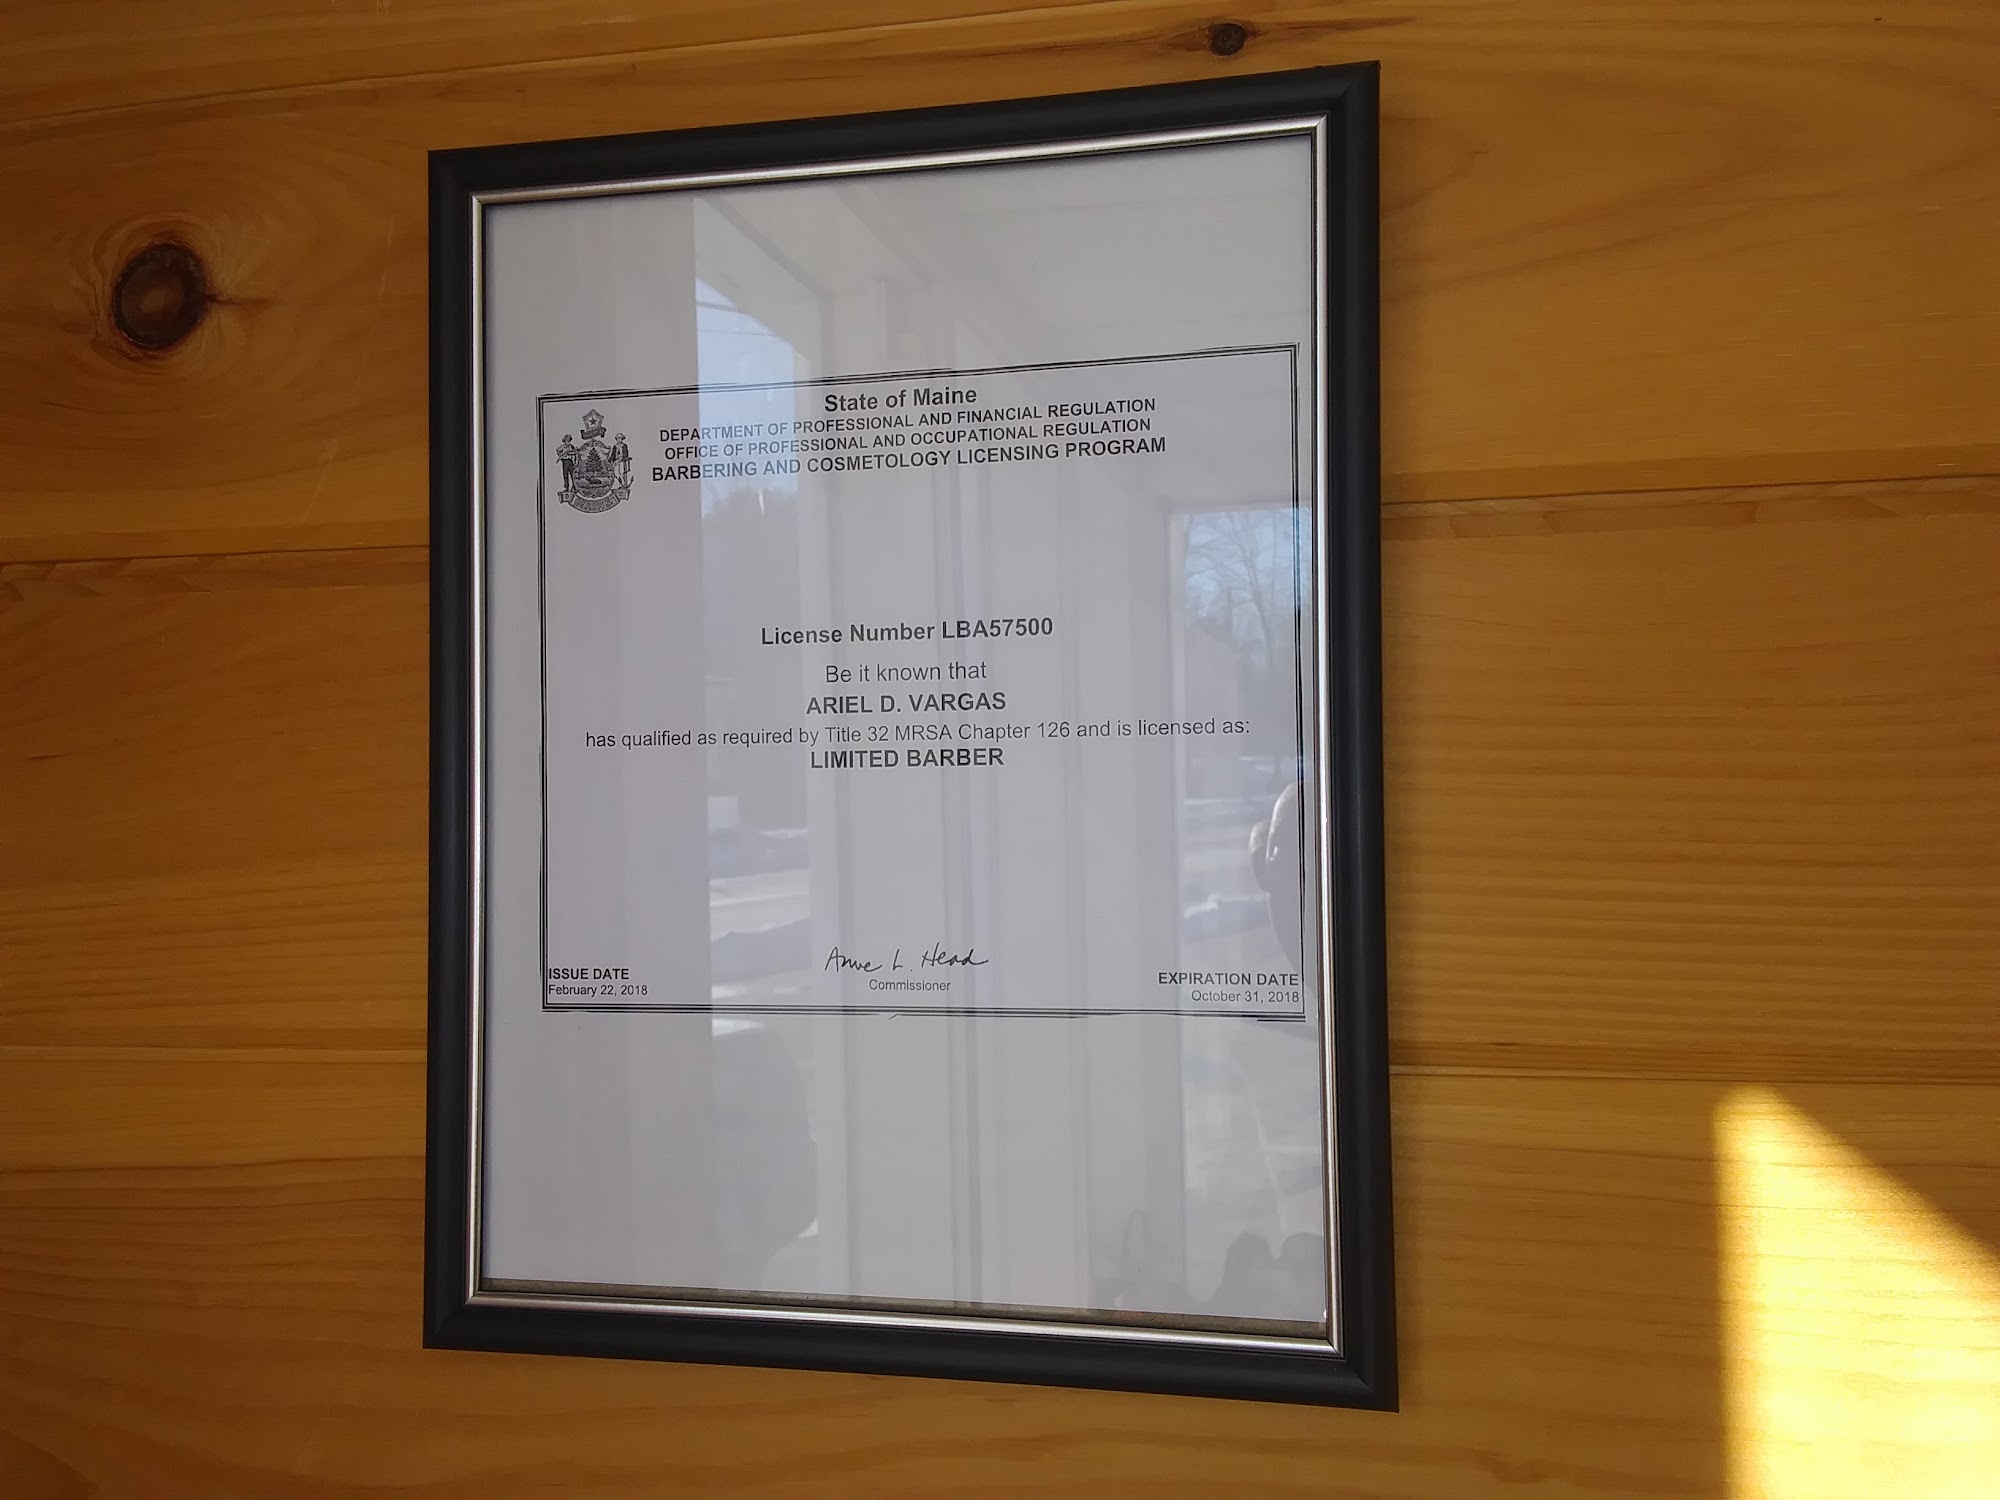 State of Maine
DEPARTMENT OF PROFESSIONAL AND FINANCIAL REGULATION
OFFICE OF PROFESSIONAL AND OCCUPATIONAL REGULATION
BARBERING AND COSMETOLOGY LICENSING PROGRAM
License Number LBA57500
Be it known that
ARIEL D. VARGAS
has qualified as required by Title 32 MRSA Chapter 126 and is licensed as:
LIMITED BARBER
Anne L. Head
Commissioner
ISSUE DATE
February 22, 2018
EXPIRATION DATE
October 31, 2018